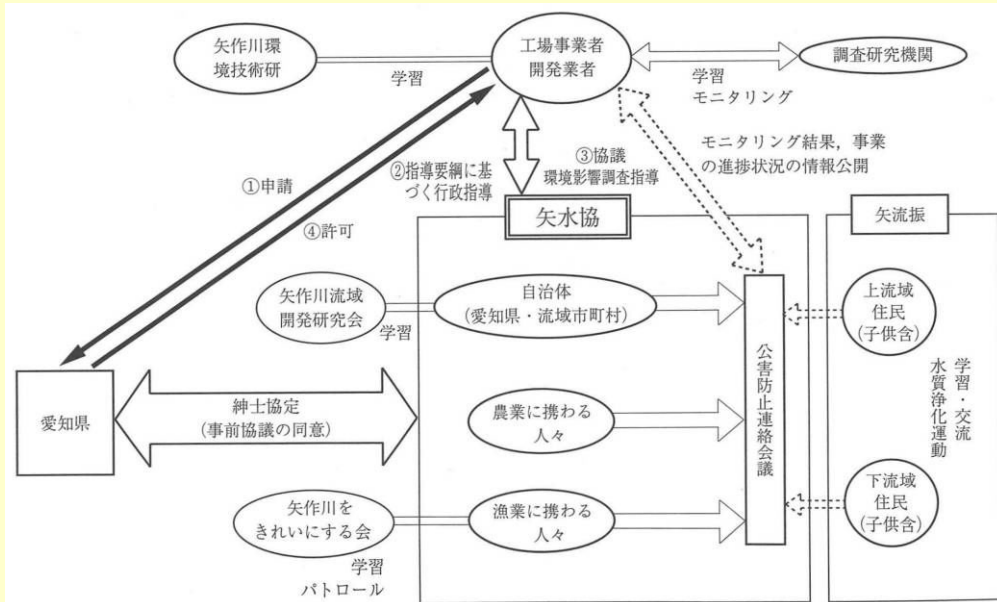 矢作川環
境技術研
学習
工場事業者
開発業者
学習
モニタリング
調査研究機関
モニタリング結果，事業
の進捗状況の情報公開
①申請
④許可
②指導要綱に基
づく行政指導
③協議
環境影響調査指導
矢水協
矢流振
矢作川流域
開発研究会
学習
自治体
(愛知県・流域市町村)
上流域
住民
(子供含)
愛知県
紳士協定
(事前協議の同意)
農業に携わる
人々
公害防止連絡会議
学習・交流
水質浄化運動
矢作川を
きれいにする会
学習
パトロール
漁業に携わる
人々
下流域
住民
(子供含)